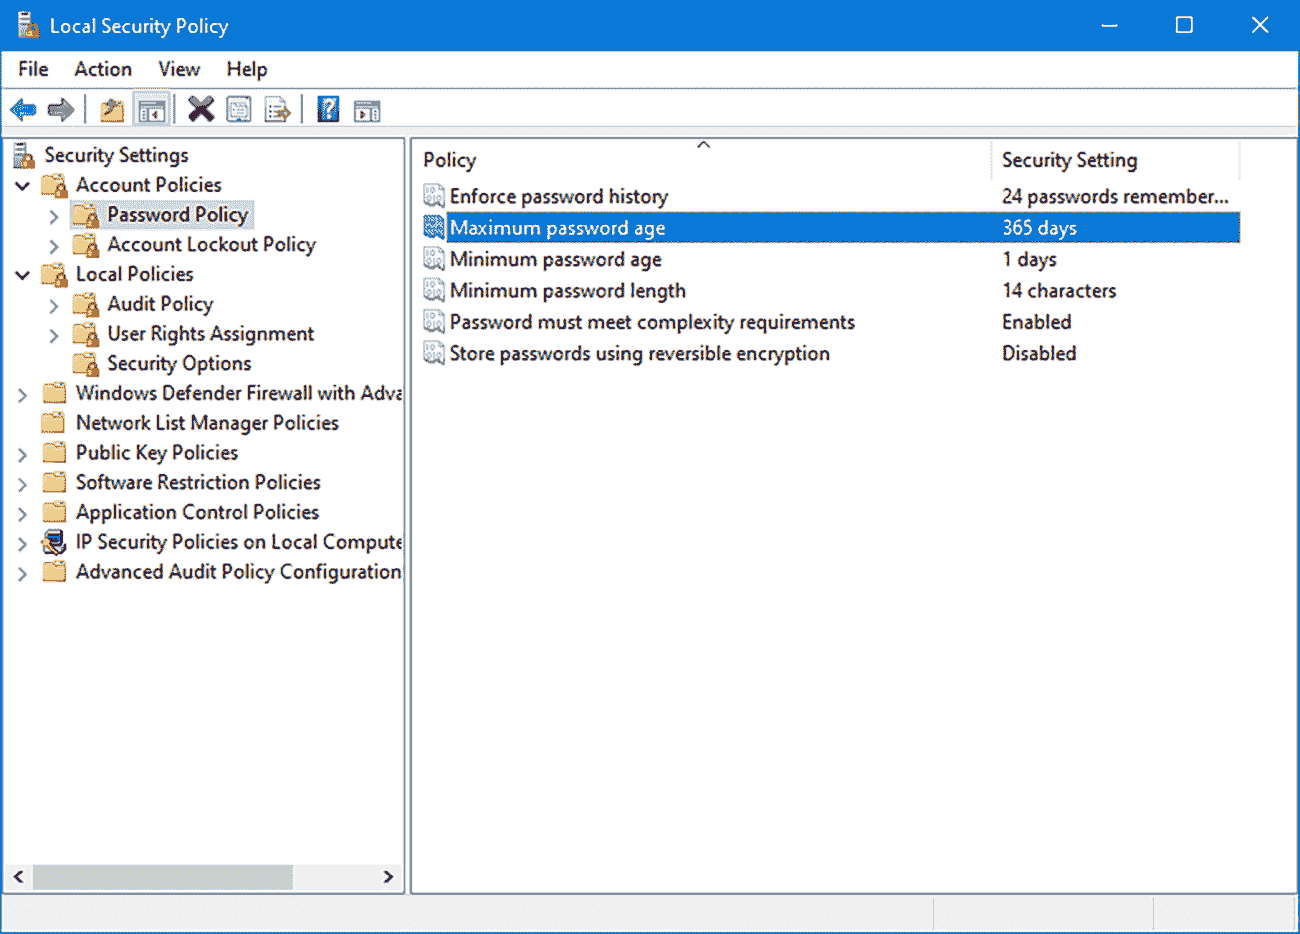 Local Security Policy
File Action View Help
Security Settings
Account Policies
Password Policy
Account Lockout Policy
Local Policies
Audit Policy
User Rights Assignment
Security Options
Windows Defender Firewall with Adva
Network List Manager Policies
Public Key Policies
Software Restriction Policies
Application Control Policies
IP Security Policies on Local Compute
Advanced Audit Policy Configuration
Policy Security Setting
Enforce password history 24 passwords remember...
Maximum password age 365 days
Minimum password age 1 days
Minimum password length 14 characters
Password must meet complexity requirements Enabled
Store passwords using reversible encryption Disabled